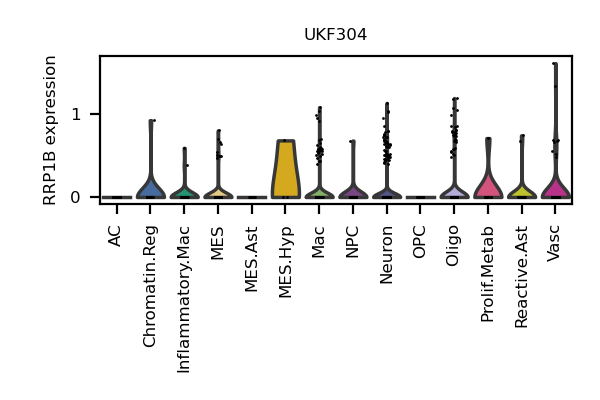 UKF304
RRP1B expression
1
0
AC
Chromatin.Reg
Inflammatory.Mac
MES
MES.Ast
MES.Hyp
Mac
NPC
Neuron
OPC
Oligo
Prolif.Metab
Reactive.Ast
Vasc